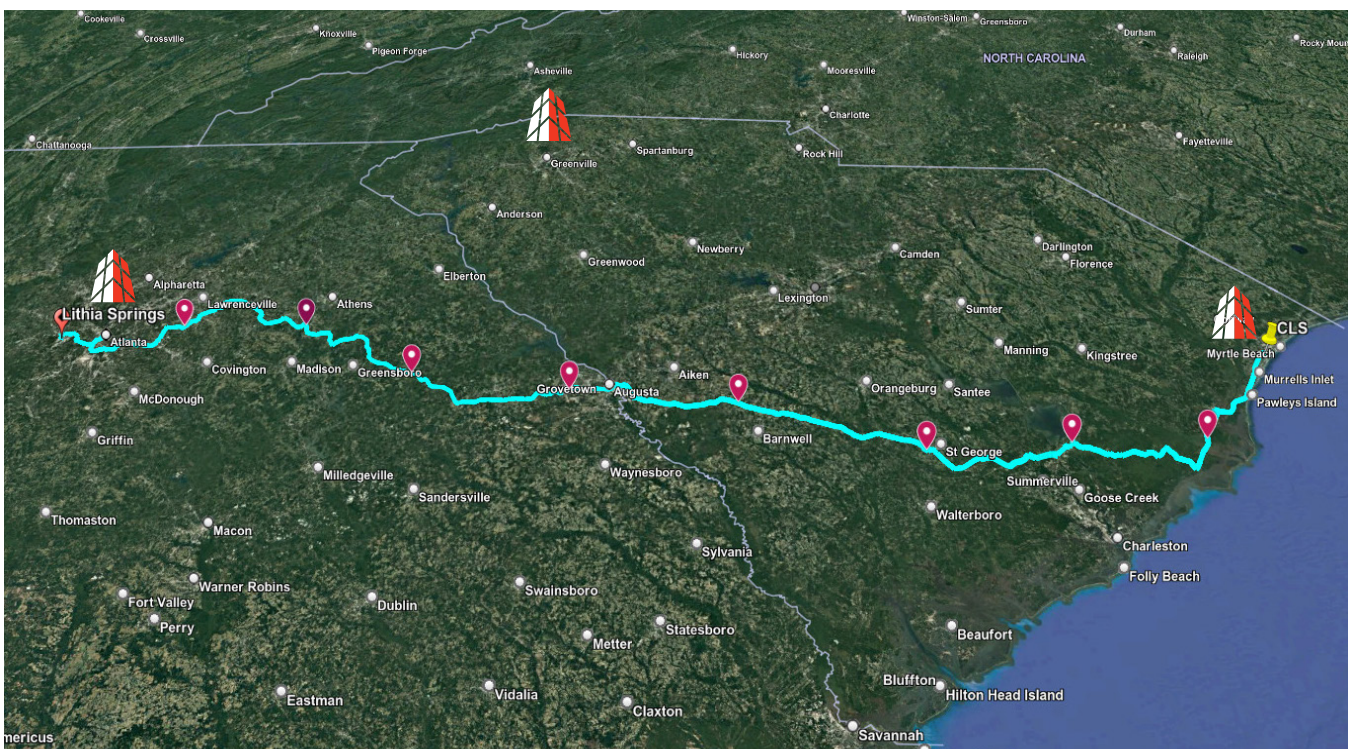 Cookeville
Crossville
Knoxville
Pigeon Forge
Winston-Salem
Greensboro
Durham
Raleigh
Hickory
Asheville
Mooresville
NORTH CAROLINA
Charlotte
Chattanooga
Fayetteville
Spartanburg
Rock Hill
Greenville
Anderson
Newberry
Camden
Darlington
Florence
Greenwood
Elberton
Alpharetta
Lexington
Lawrenceville
Athens
Sumter
Lithia Springs
Atlanta
CLS
Myrtle Beach
Manning
Kingstree
Covington
Madison
Greensboro
Aiken
Grovetown
Augusta
Orangeburg
Santee
Murrells Inlet
Pawleys Island
McDonough
Griffin
Barnwell
St George
Milledgeville
Waynesboro
Summerville
Goose Creek
Sandersville
Thomaston
Macon
Walterboro
Charleston
Sylvania
Folly Beach
Warner Robins
Fort Valley
Perry
Dublin
Swainsboro
Statesboro
Metter
Beaufort
Bluffton
Hilton Head Island
Eastman
Vidalia
Claxton
Savannah